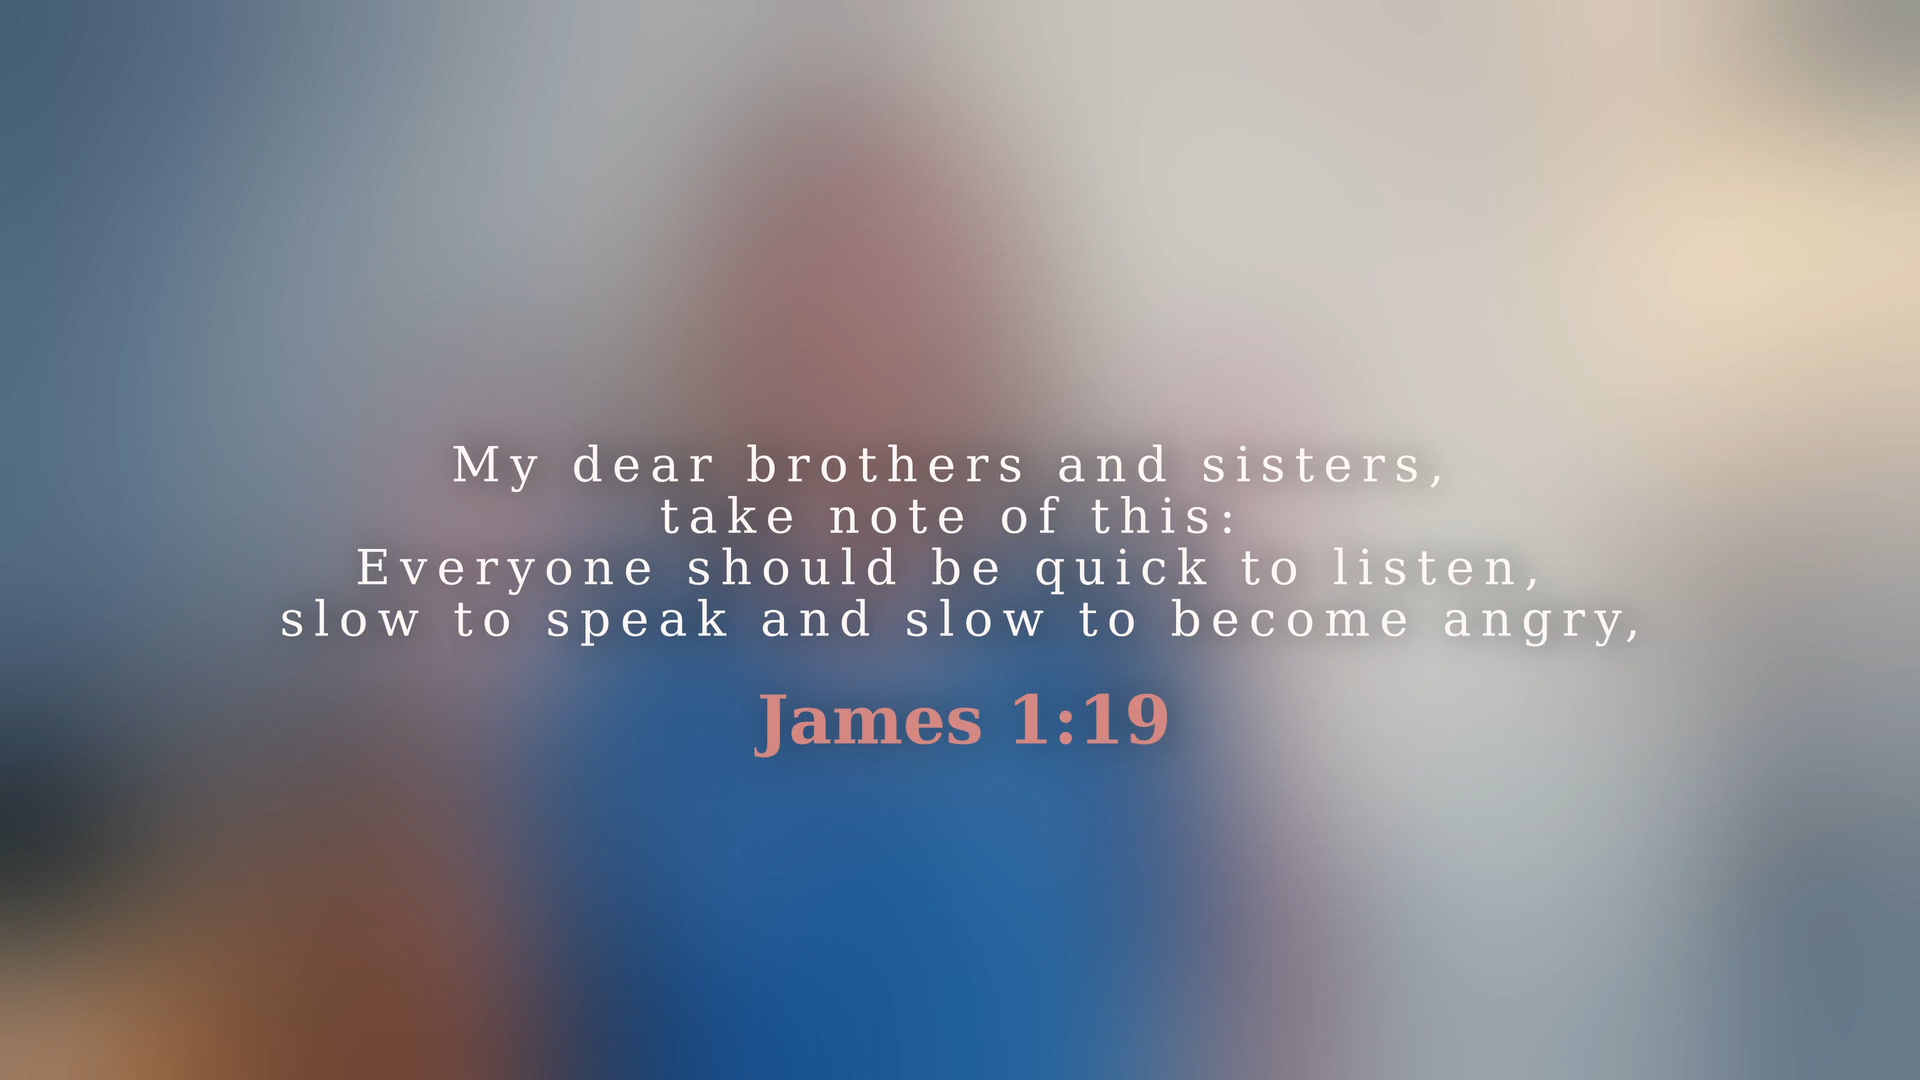 My dear brothers and sisters,
take note of this:
Everyone should be quick to listen,
slow to speak and slow to become angry,
James 1:19